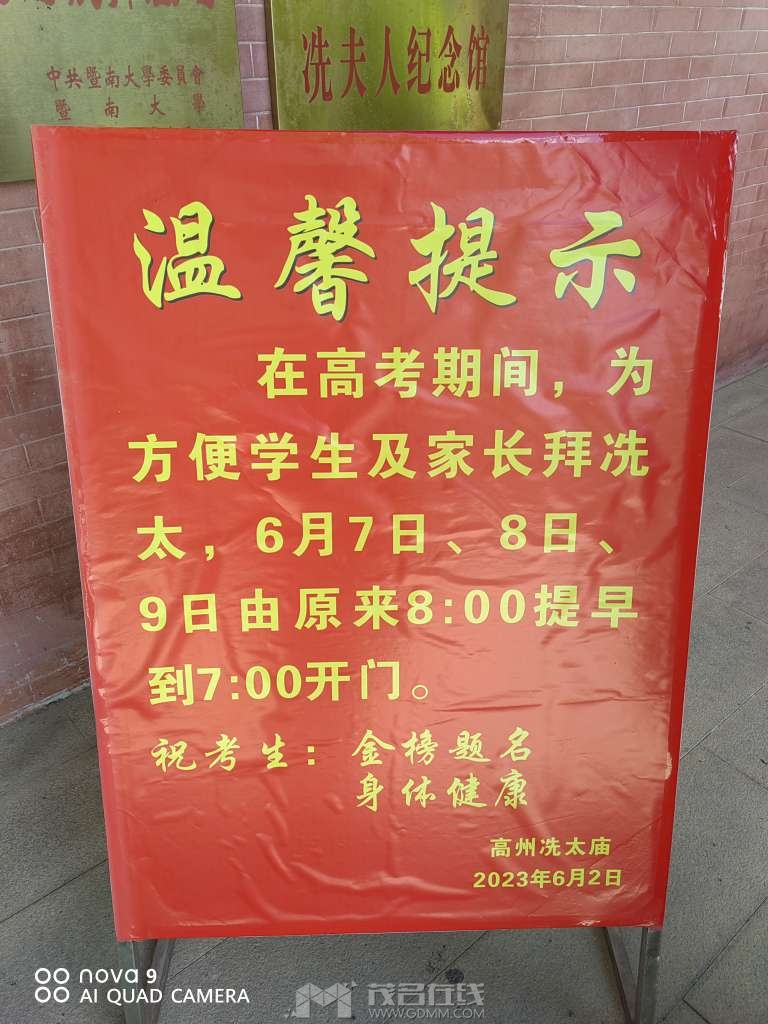 中共暨南大學委員會
暨南大學
冼夫人纪念馆
温馨提示
在高考期间，为
方便学生及家长拜冼
太，6月7日、8日、
9日由原来8:00提早
到7:00开门。
祝考生：金榜题名
身体健康
高州冼太庙
2023年6月2日
nova 9
AI QUAD CAMERA
茂名在线
WWW.GDMM.COM